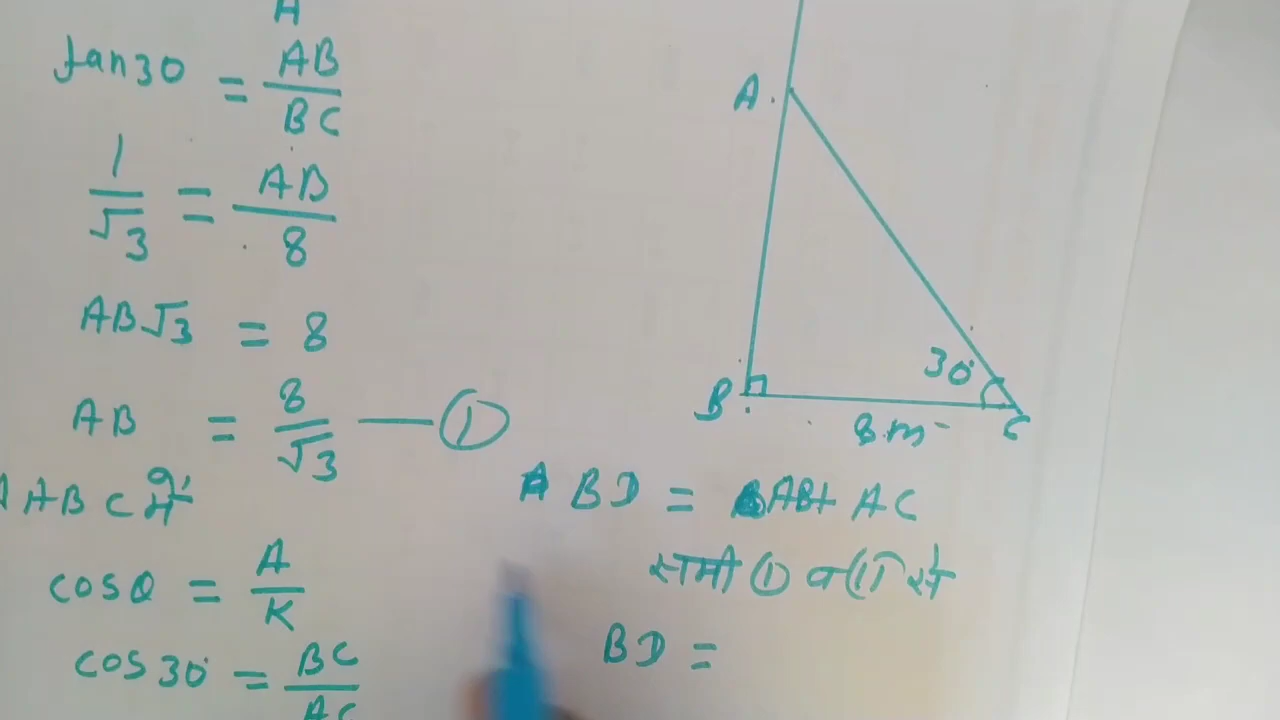 A
tan30 = AB/BC
1/√3 = AB/8
AB√3 = 8
AB = 8/√3 — ①
ABC में
cosθ = A/K
cos30° = BC/AC
A
B
C
30°
8 m
BD = AB+ AC
समी ① व (ii) से
BD =